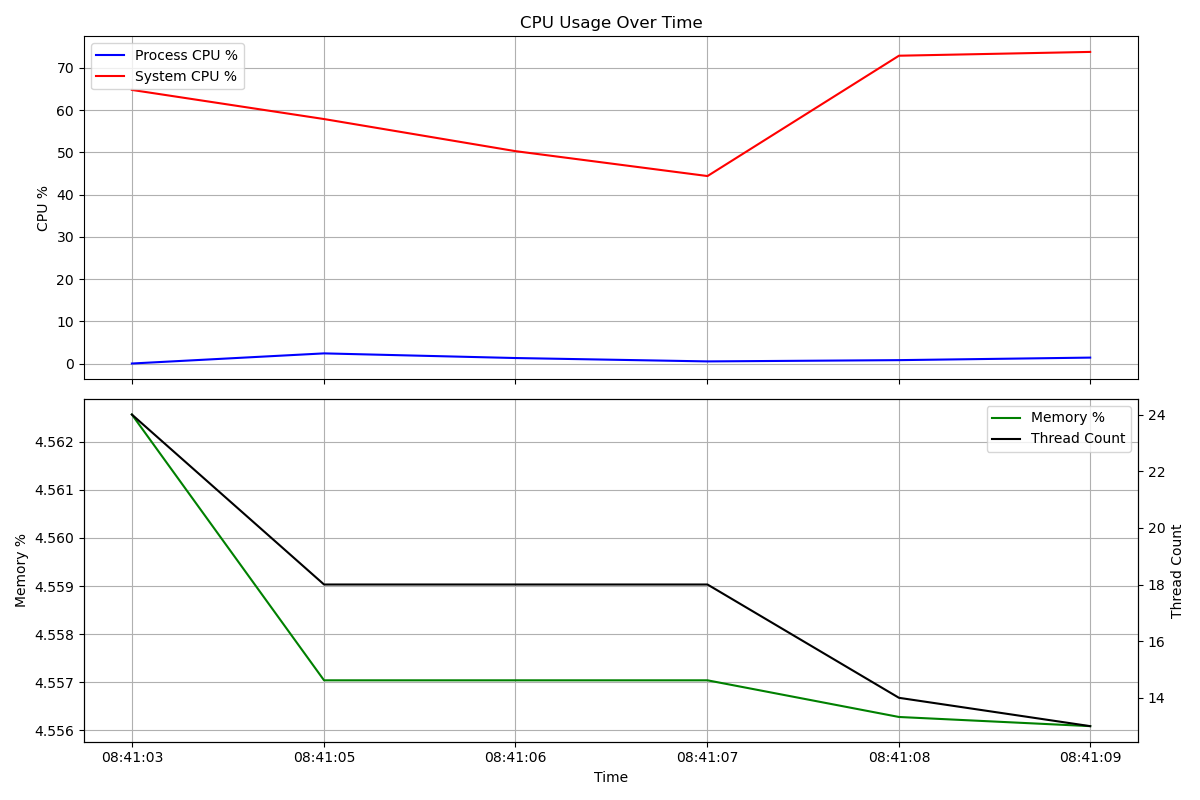 CPU Usage Over Time
Process CPU %
System CPU %
70
60
50
40
30
20
10
0
CPU %
Memory %
Thread Count
4.562
4.561
4.560
4.559
4.558
4.557
4.556
Memory %
24
22
20
18
16
14
Thread Count
08:41:03 08:41:05 08:41:06 08:41:07 08:41:08 08:41:09
Time